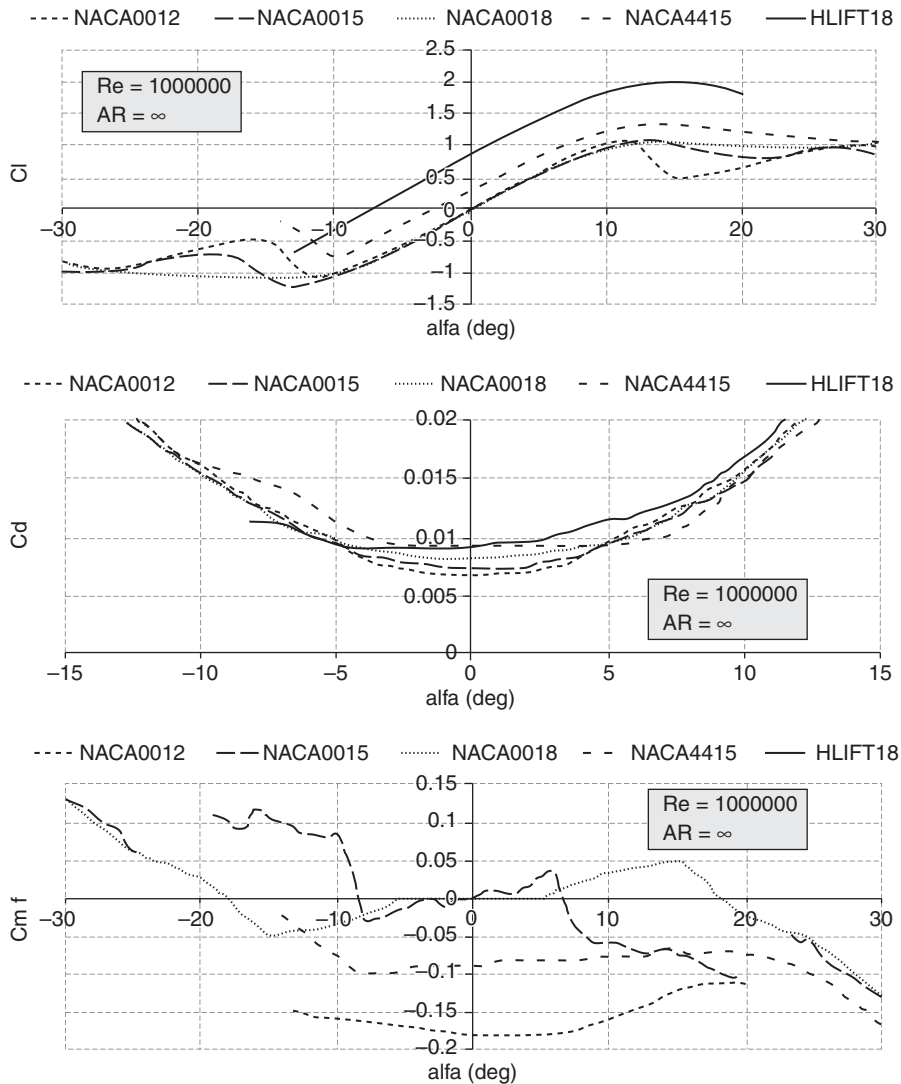 NACA0012 NACA0015 NACA0018 NACA4415 HLIFT18
2.5
Re = 1000000
AR = ∞
2
1.5
1
0.5
0
Cl
–30 –20 –10 0 10 20 30
–0.5
–1
–1.5
alfa (deg)
NACA0012 NACA0015 NACA0018 NACA4415 HLIFT18
0.02
0.015
Cd
0.01
0.005
Re = 1000000
AR = ∞
0
–15 –10 –5 0 5 10 15
alfa (deg)
NACA0012 NACA0015 NACA0018 NACA4415 HLIFT18
0.15
Re = 1000000
AR = ∞
0.1
0.05
0
Cm f
–30 –20 –10 0 10 20 30
–0.05
–0.1
–0.15
–0.2
alfa (deg)